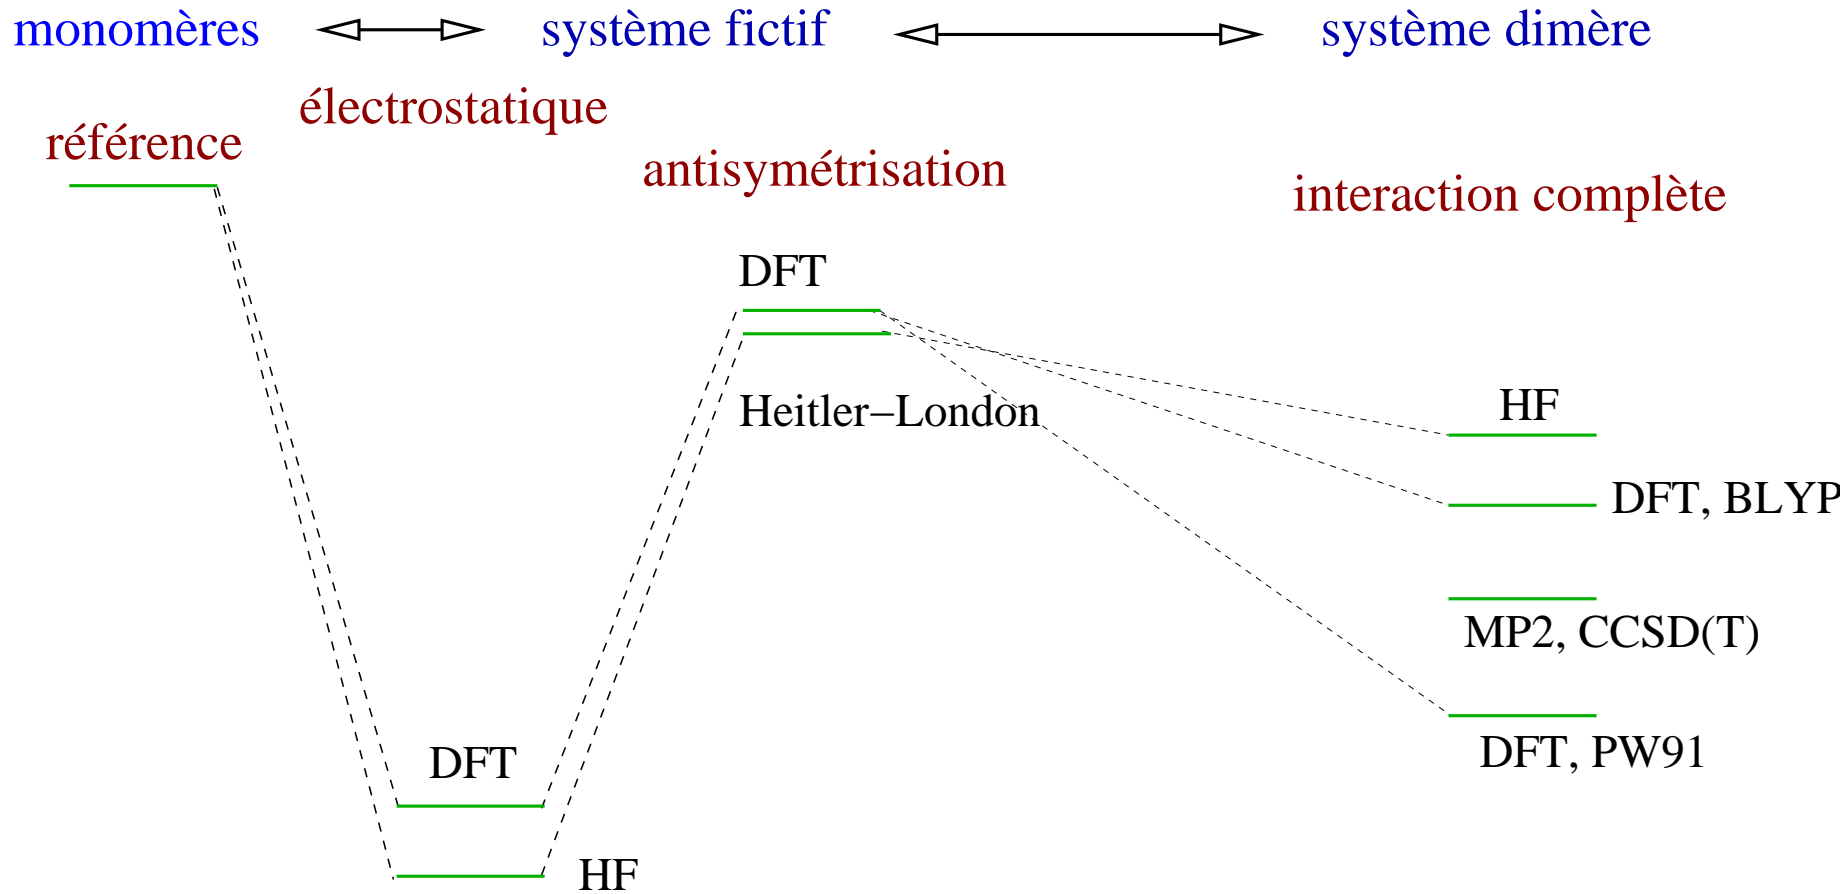 monomères
système fictif
système dimère
électrostatique
référence
antisymétrisation
interaction complète
DFT
Heitler−London
HF
DFT, BLYP
MP2, CCSD(T)
DFT, PW91
DFT
HF